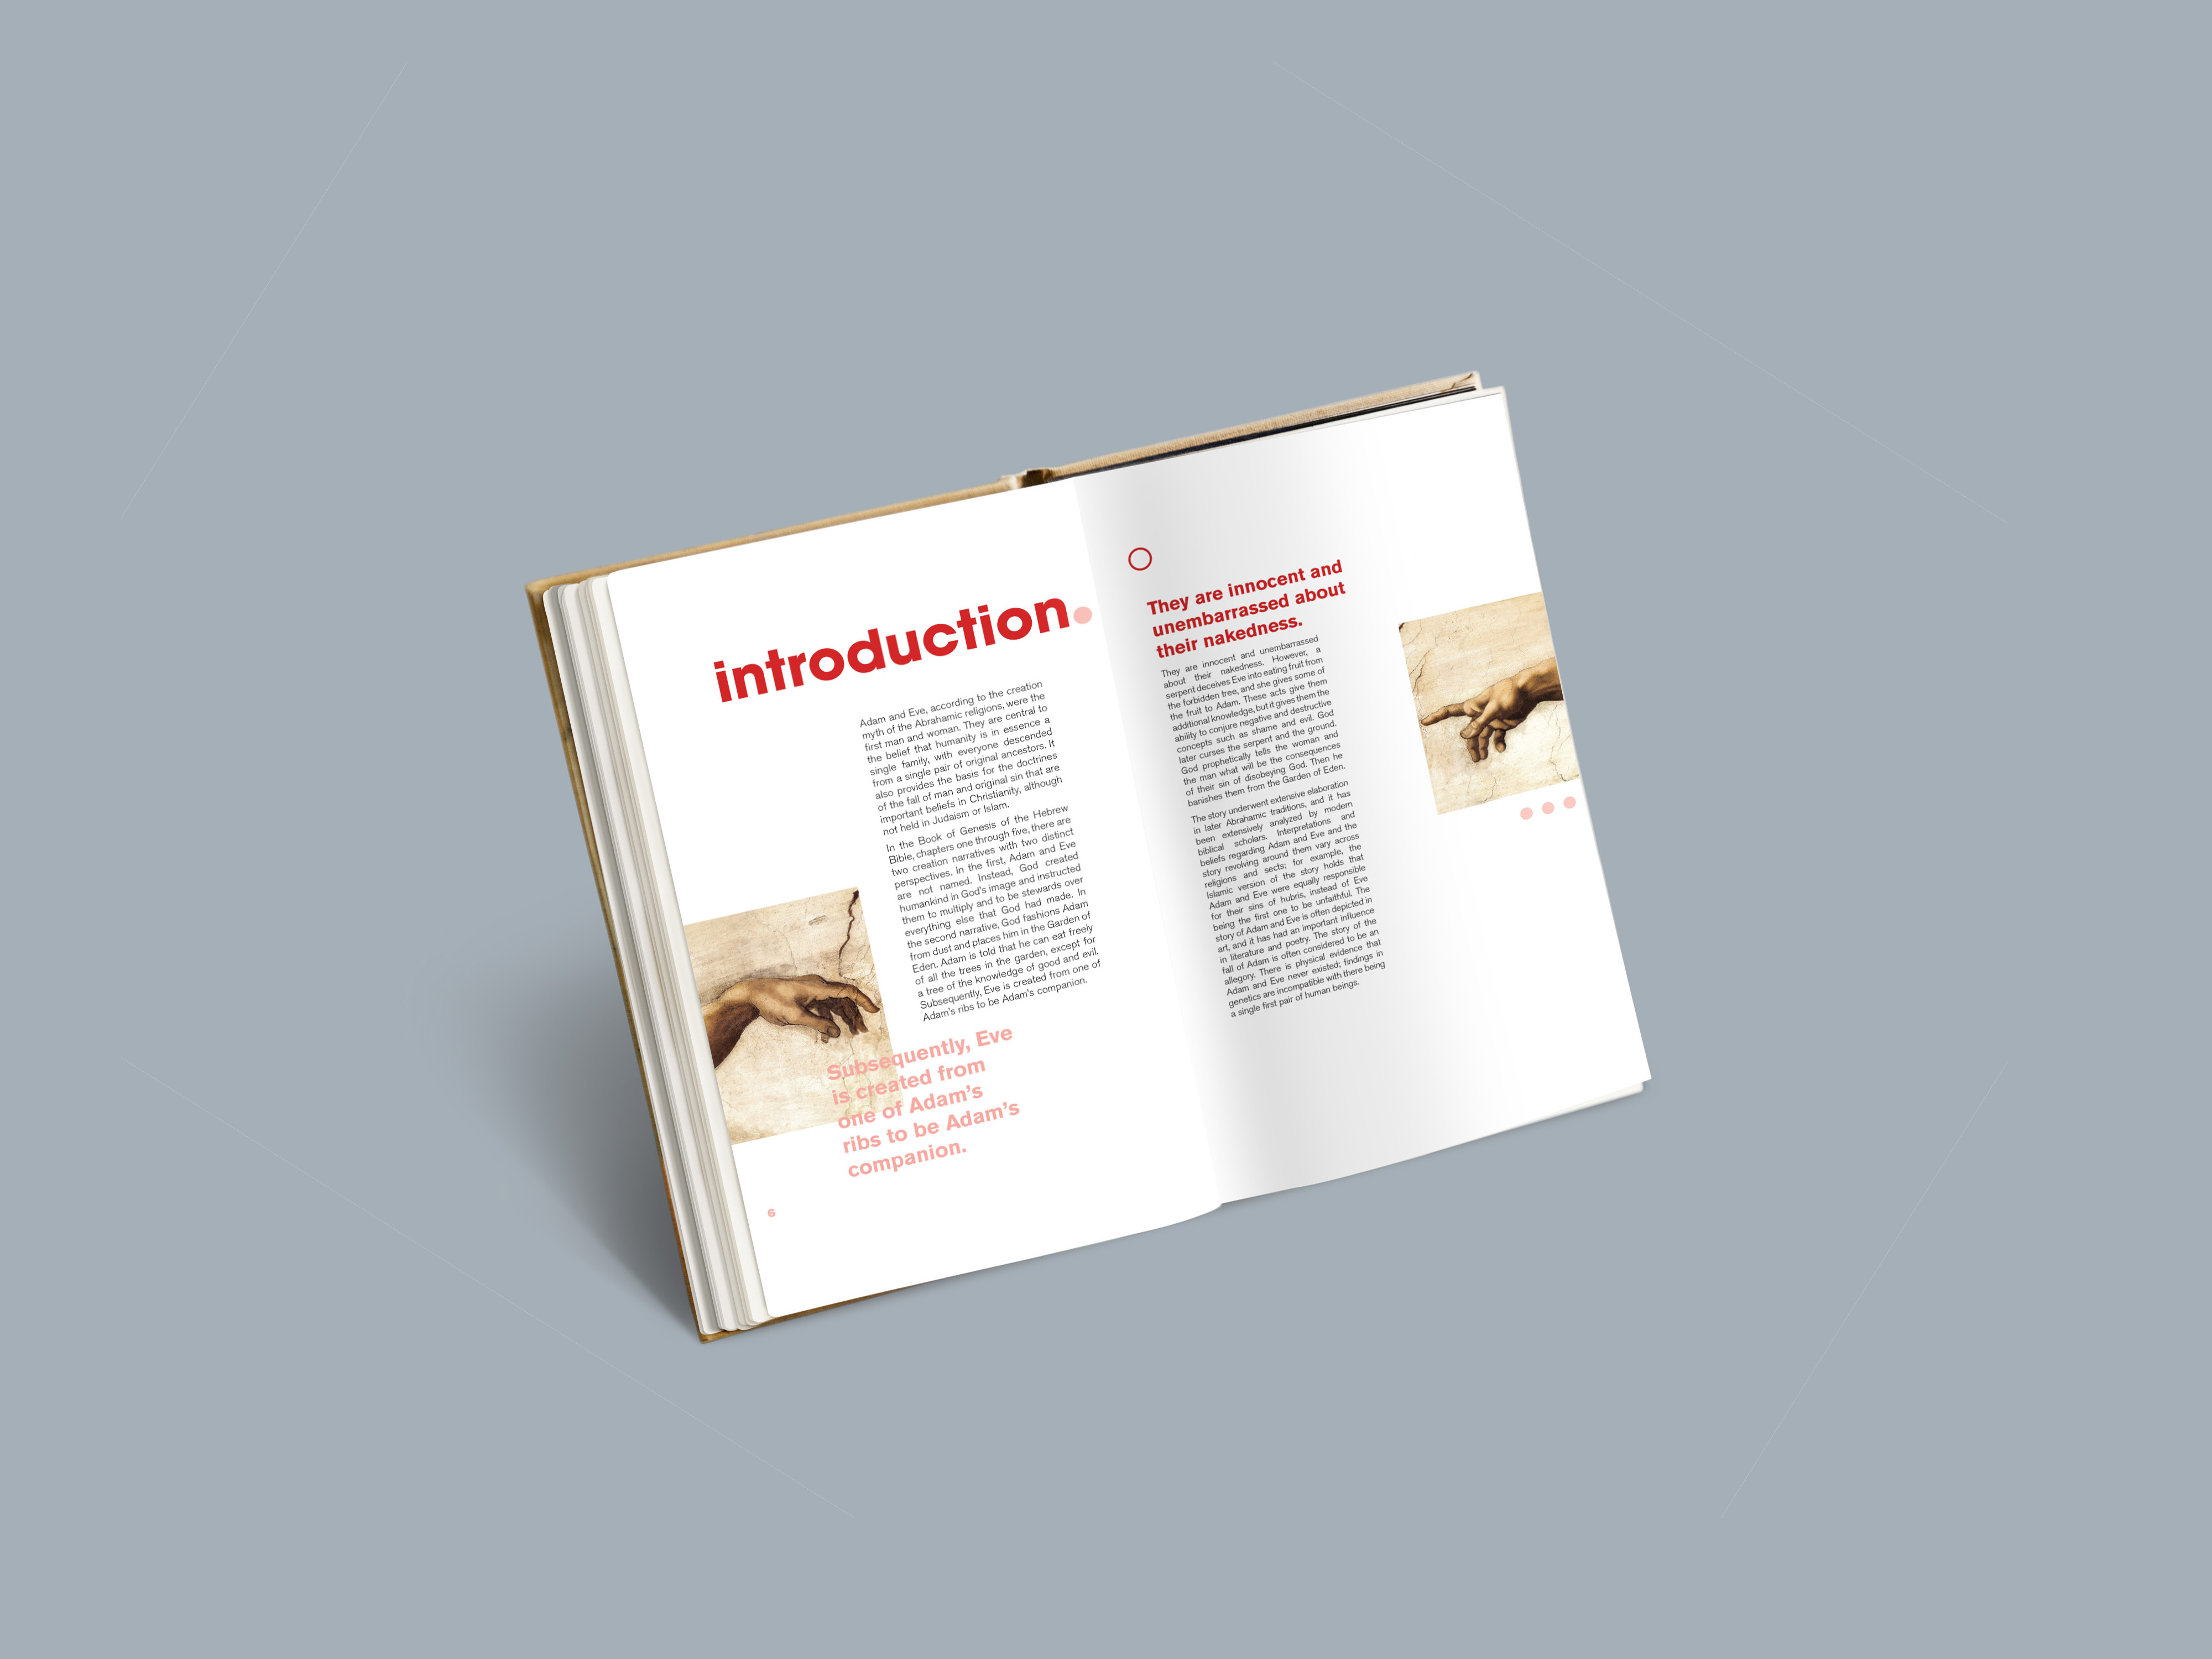 introduction.
Adam and Eve, according to the creation
myth of the Abrahamic religions, were the
first man and woman. They are central to
the belief that humanity is in essence a
single family, with everyone descended
from a single pair of original ancestors. It
also provides the basis for the doctrines
of the fall of man and original sin that are
important beliefs in Christianity, although
not held in Judaism or Islam.
In the Book of Genesis of the Hebrew
Bible, chapters one through five, there are
two creation narratives with two distinct
perspectives. In the first, Adam and Eve
are not named. Instead, God created
humankind in God's image and instructed
them to multiply and to be stewards over
everything else that God had made. In
the second narrative, God fashions Adam
from dust and places him in the Garden of
Eden. Adam is told that he can eat freely
of all the trees in the garden, except for
a tree of the knowledge of good and evil.
Subsequently, Eve is created from one of
Adam's ribs to be Adam's companion.
Subsequently, Eve
is created from
one of Adam's
ribs to be Adam's
companion.
6
They are innocent and
unembarrassed about
their nakedness.
They are innocent and unembarrassed
about their nakedness. However, a
serpent deceives Eve into eating fruit from
the forbidden tree, and she gives some of
the fruit to Adam. These acts give them
additional knowledge, but it gives them the
ability to conjure negative and destructive
concepts such as shame and evil. God
later curses the serpent and the ground.
God prophetically tells the woman and
the man what will be the consequences
of their sin of disobeying God. Then he
banishes them from the Garden of Eden.
The story underwent extensive elaboration
in later Abrahamic traditions, and it has
been extensively analyzed by modern
biblical scholars. Interpretations and
beliefs regarding Adam and Eve and the
story revolving around them vary across
religions and sects; for example, the
Islamic version of the story holds that
Adam and Eve were equally responsible
for their sins of hubris, instead of Eve
being the first one to be unfaithful. The
story of Adam and Eve is often depicted in
art, and it has had an important influence
in literature and poetry. The story of the
fall of Adam is often considered to be an
allegory. There is physical evidence that
Adam and Eve never existed; findings in
genetics are incompatible with there being
a single first pair of human beings.